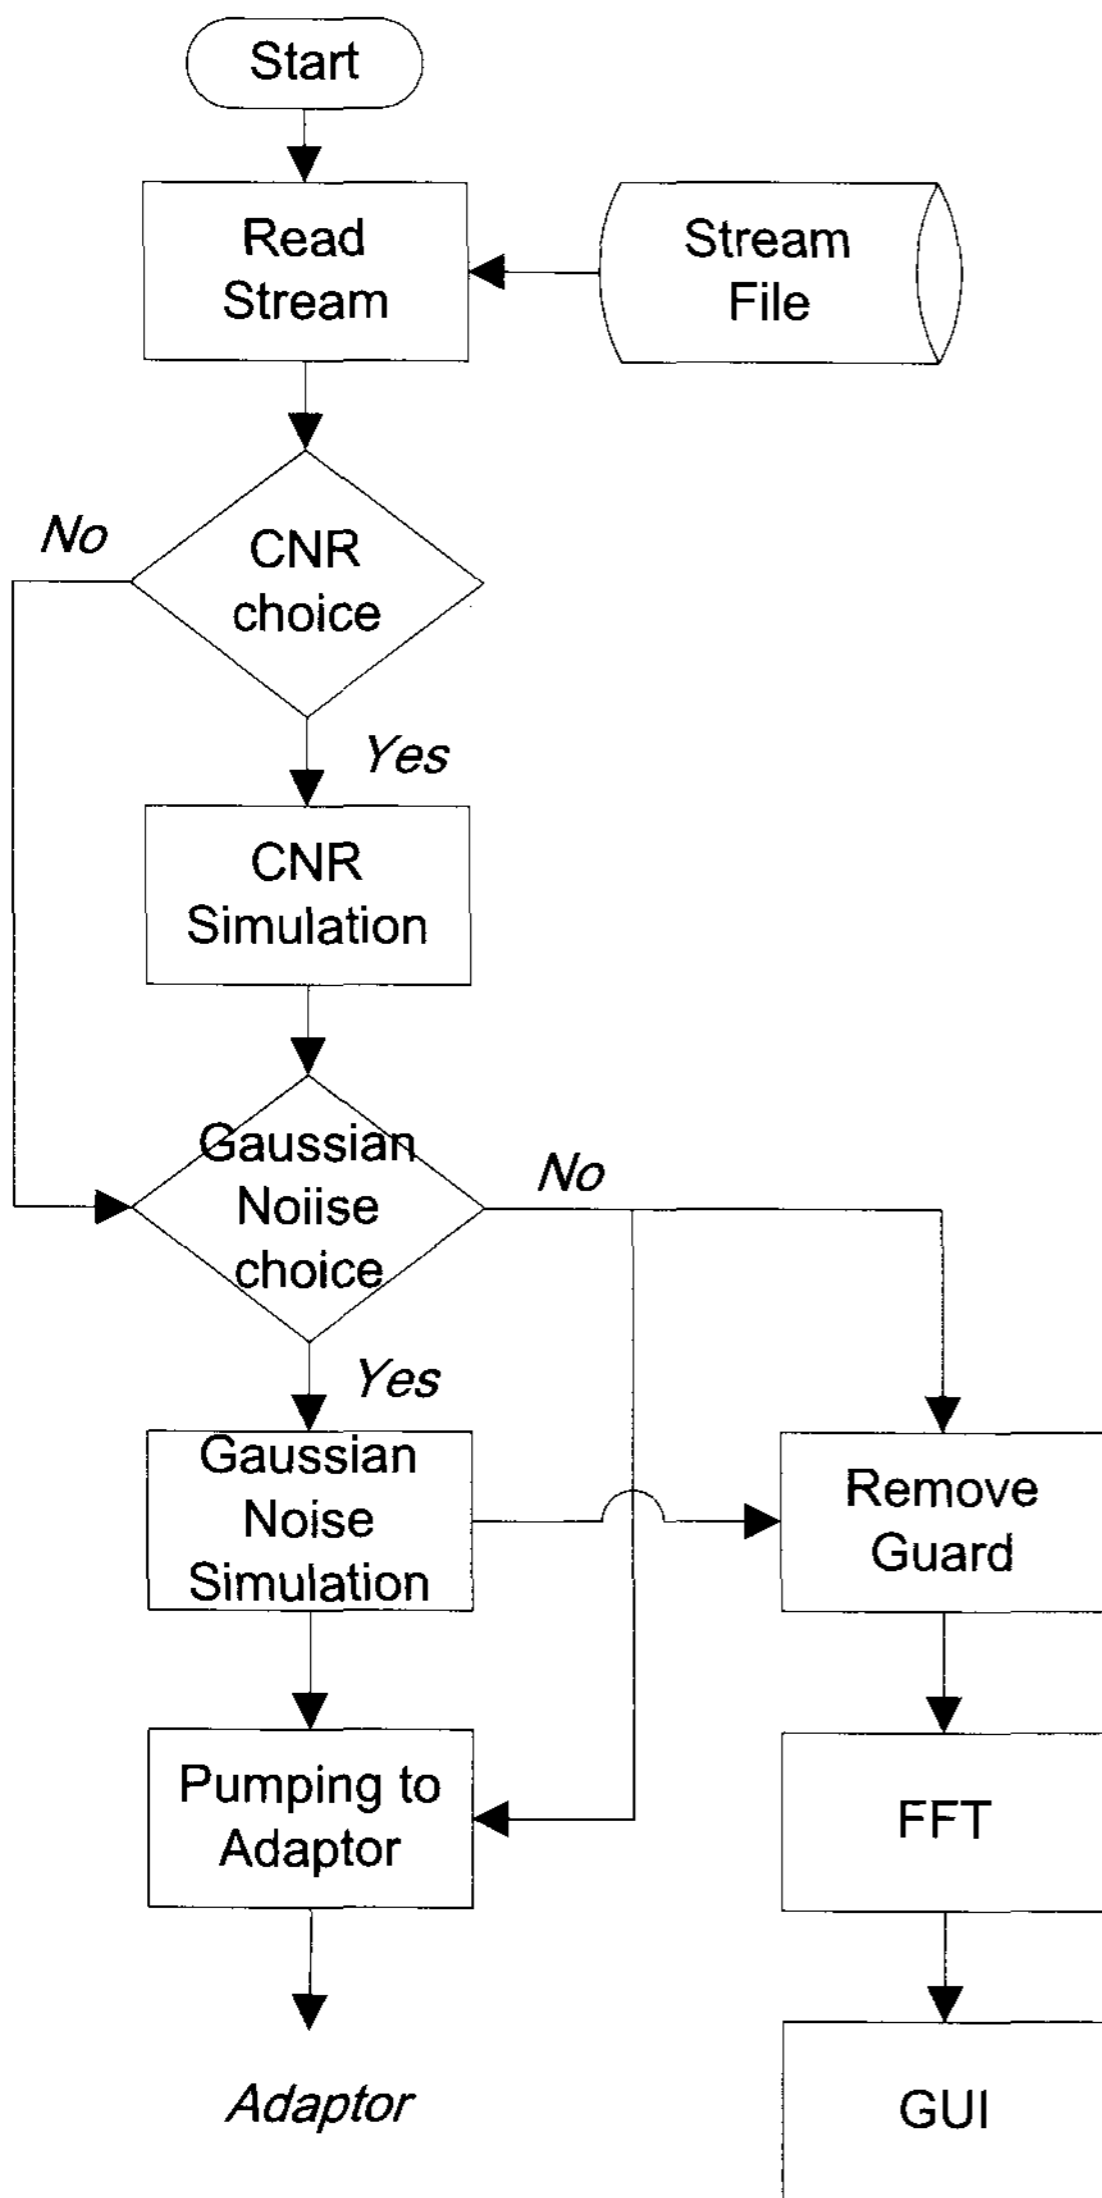 Start
Read
Stream
Stream
File
No
CNR
choice
Yes
CNR
Simulation
Gaussian
Noiise
choice
No
Yes
Gaussian
Noise
Simulation
Remove
Guard
Pumping to
Adaptor
FFT
Adaptor
GUI